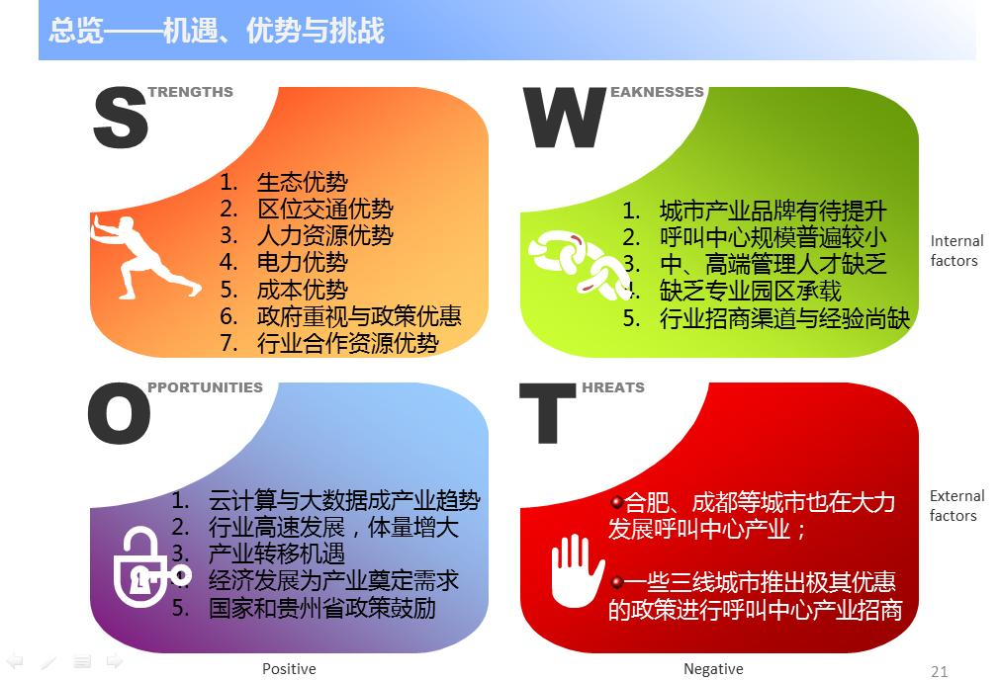 总览——机遇、优势与挑战
STRENGTHS
1. 生态优势
2. 区位交通优势
3. 人力资源优势
4. 电力优势
5. 成本优势
6. 政府重视与政策优惠
7. 行业合作资源优势
WEAKNESSES
1. 城市产业品牌有待提升
2. 呼叫中心规模普遍较小
3. 中、高端管理人才缺乏
4. 缺乏专业园区承载
5. 行业招商渠道与经验尚缺
Internal
factors
OPPORTUNITIES
1. 云计算与大数据成产业趋势
2. 行业高速发展，体量增大
3. 产业转移机遇
4. 经济发展为产业奠定需求
5. 国家和贵州省政策鼓励
THREATS
合肥、成都等城市也在大力
发展呼叫中心产业；
一些三线城市推出极其优惠
的政策进行呼叫中心产业招商
External
factors
Positive
Negative
21